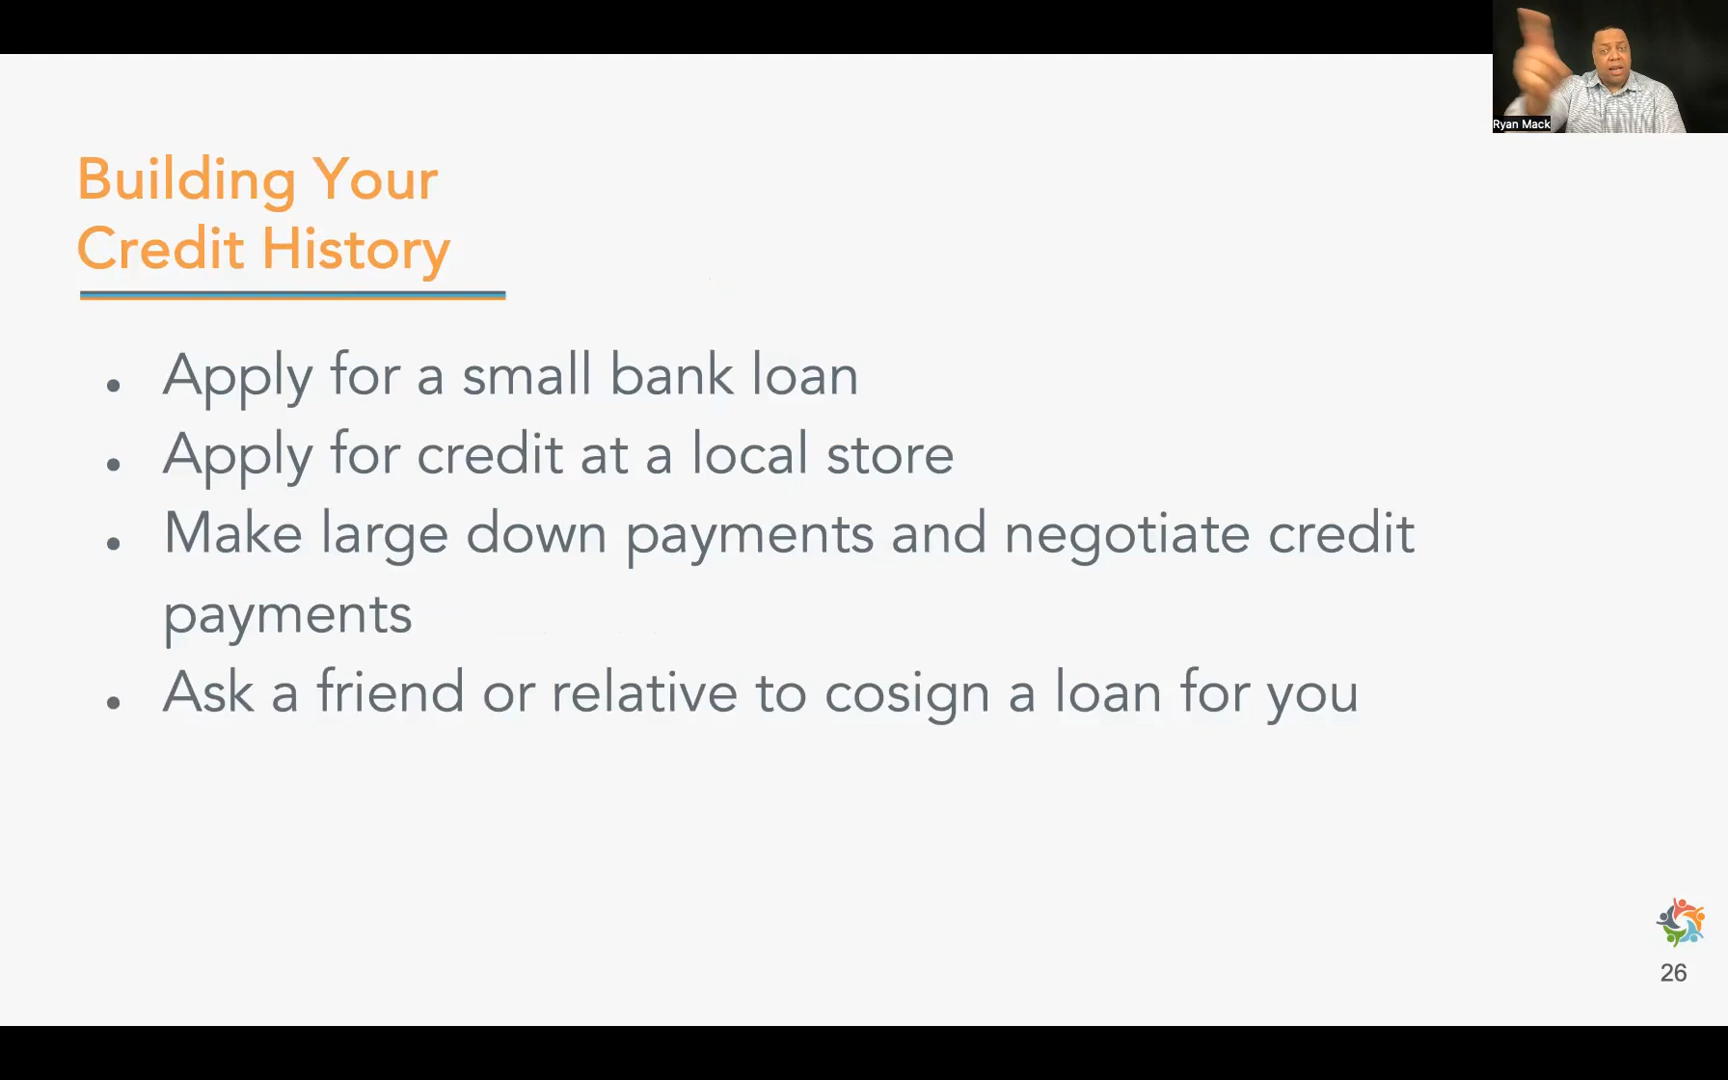 Ryan Mack
Building Your
Credit History
• Apply for a small bank loan
• Apply for credit at a local store
• Make large down payments and negotiate credit
payments
• Ask a friend or relative to cosign a loan for you
26